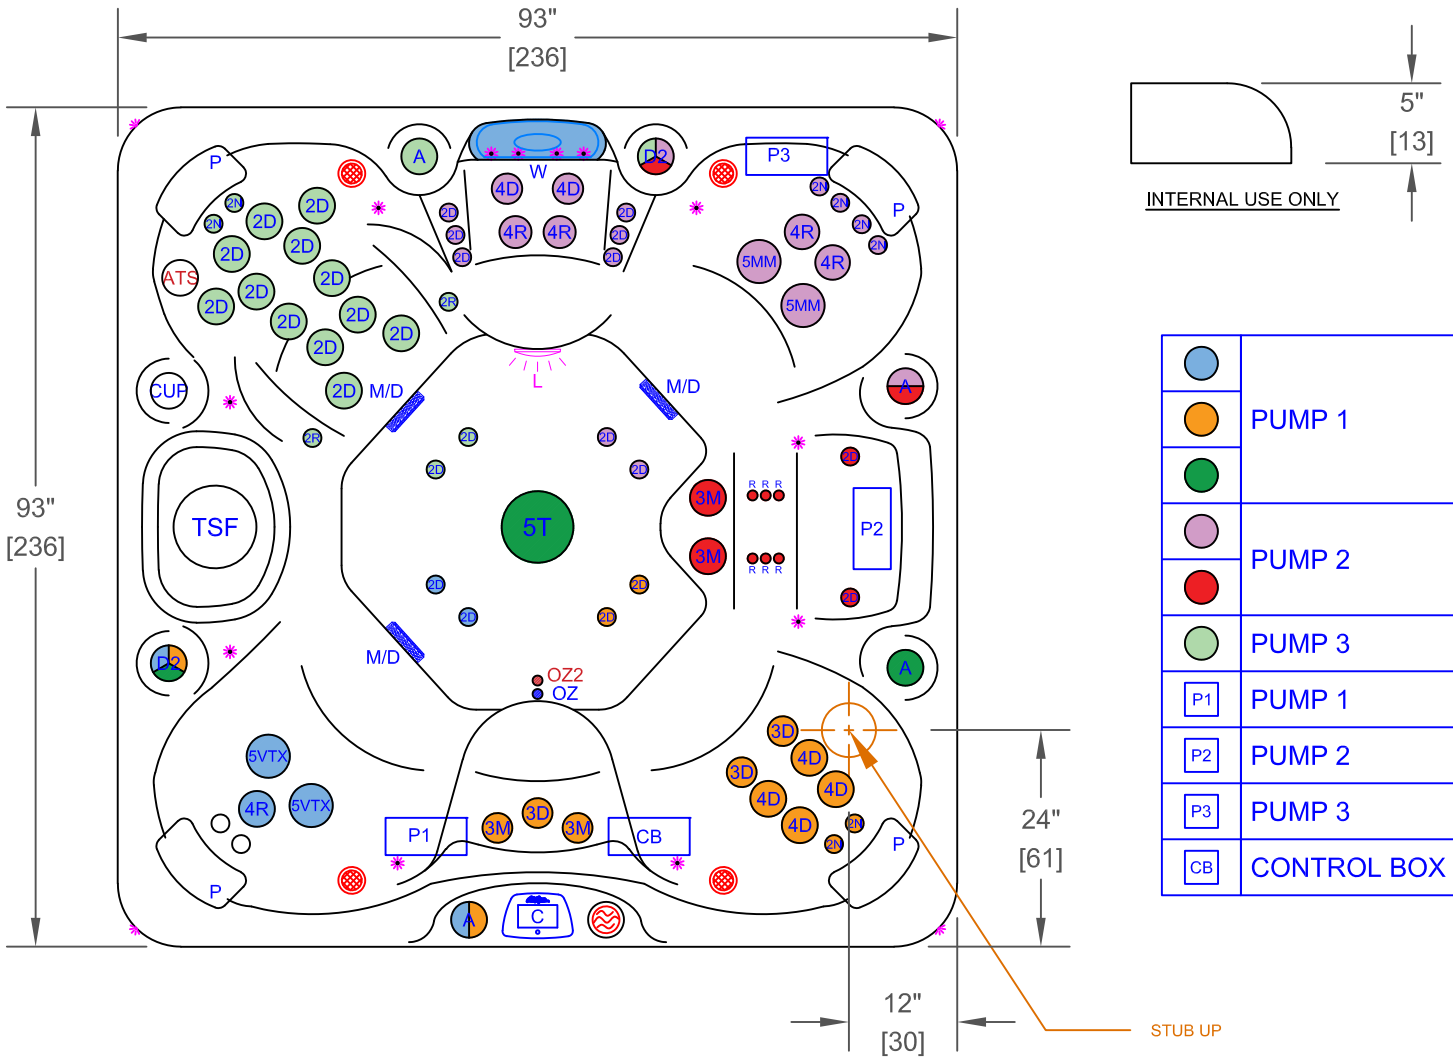 93"
[236]
5"
[13]
INTERNAL USE ONLY
93"
[236]
P
A
W
D2
P3
P
4D 4D
4R 4R
2D 2D
2D 2D
2D 2D
2N
2N
2D 2D
2D 2D
2D 2D
2D 2D
2D 2D
2D 2D
2D
ATS
2R
2R
2N
2N
2N
2N
4R
4R
5MM
5MM
CUP
M/D
L
M/D
A
2D
2D
2D
2D
TSF
5T
3M
3M
R R R
R R R
2D
P2
2D
2D
2D
2D
2D
M/D
OZ2
OZ
D2
A
5VTX
5VTX
4R
P
P1
3M 3D 3M
CB
3D
4D
3D
4D
4D
4D
2N
2N
P
A
C
PUMP 1
PUMP 2
PUMP 3
P1 PUMP 1
P2 PUMP 2
P3 PUMP 3
CB CONTROL BOX
24"
[61]
12"
[30]
STUB UP